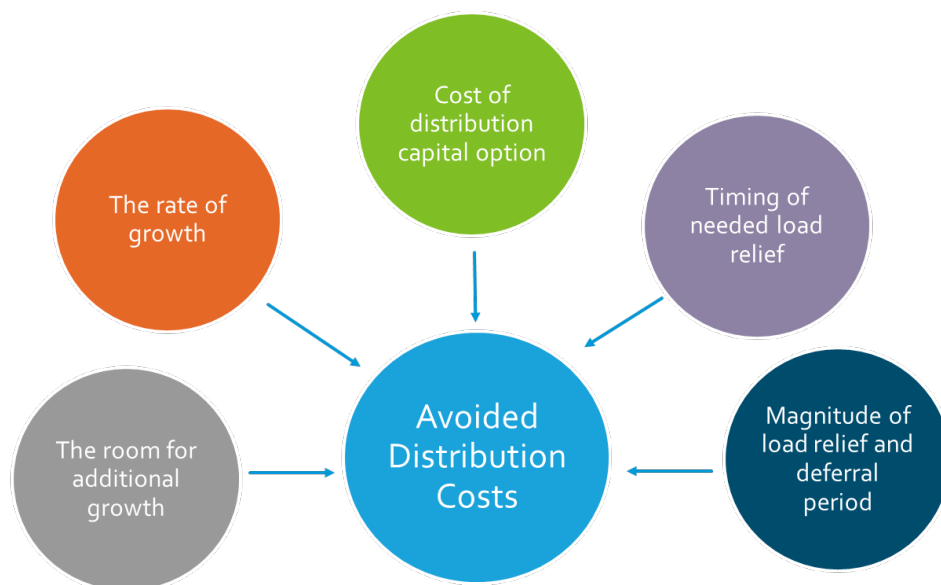 Cost of
distribution
capital option
The rate of
growth
Timing of
needed load
relief
The room for
additional
growth
Avoided
Distribution
Costs
Magnitude of
load relief and
deferral
period